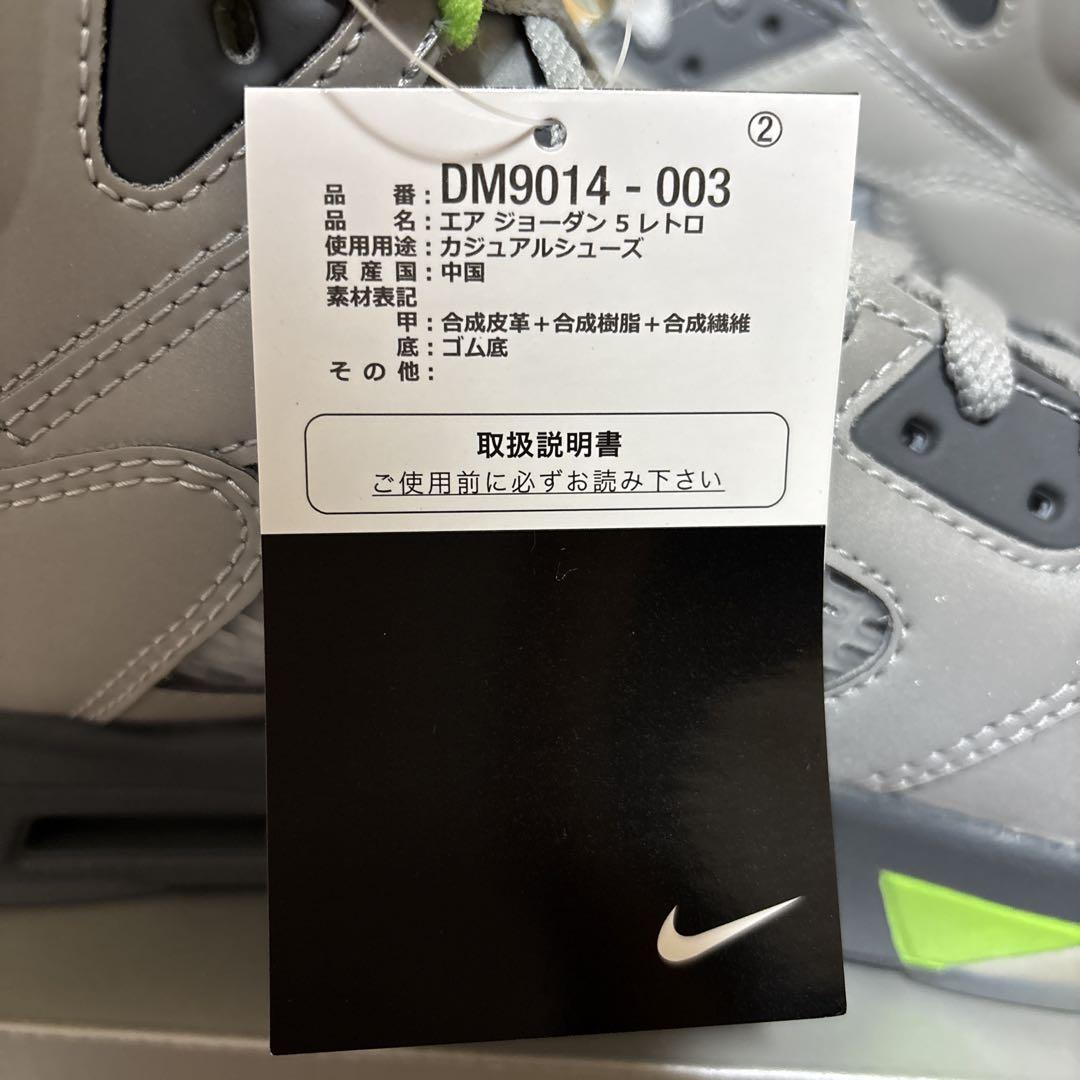 ②
品番：DM9014 - 003
品名：エア ジョーダン 5 レトロ
使用用途：カジュアルシューズ
原産国：中国
素材表記
甲：合成皮革＋合成樹脂＋合成繊維
底：ゴム底
その他：
取扱説明書
ご使用前に必ずお読み下さい